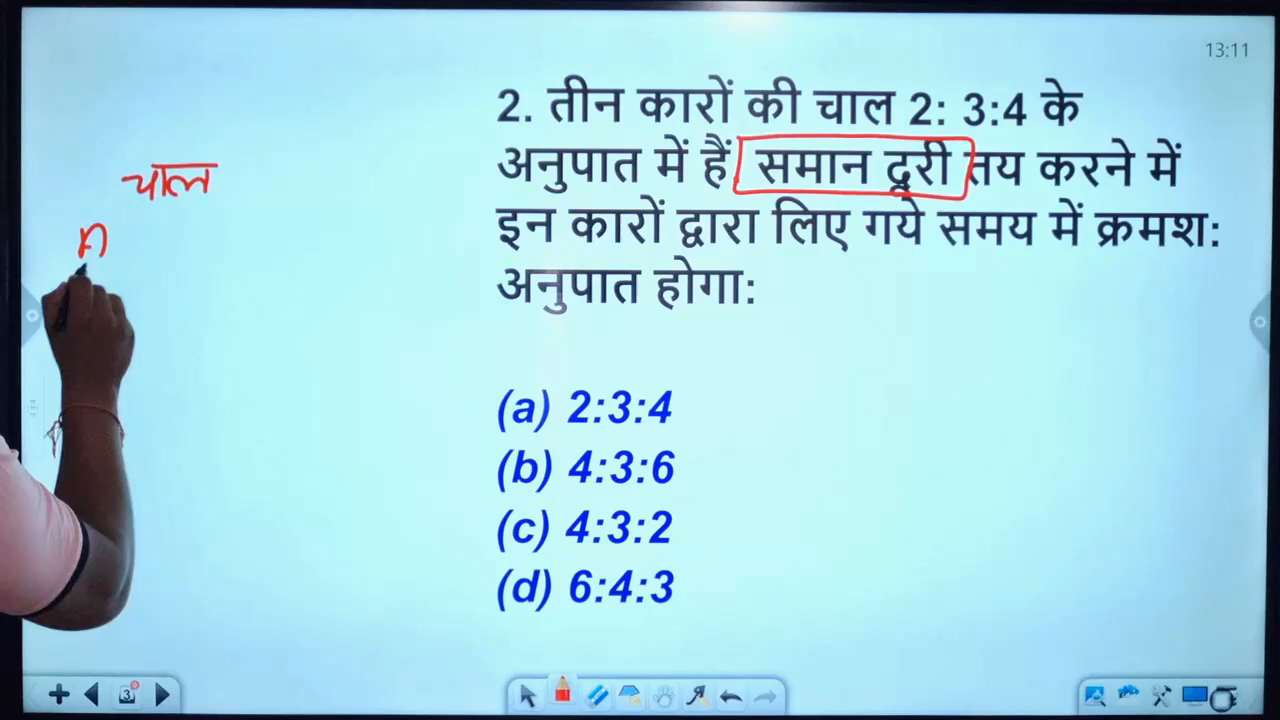 13:11
2. तीन कारों की चाल 2: 3:4 के
अनुपात में हैं समान दूरी तय करने में
इन कारों द्वारा लिए गये समय में क्रमश:
अनुपात होगा:
चाल
(a) 2:3:4
(b) 4:3:6
(c) 4:3:2
(d) 6:4:3
3